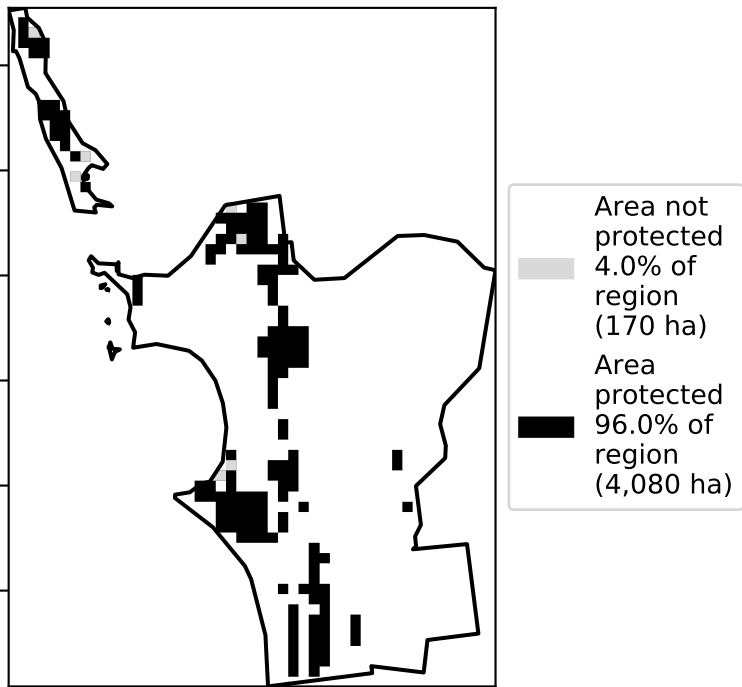 Area not
protected
4.0% of
region
(170 ha)
Area
protected
96.0% of
region
(4,080 ha)